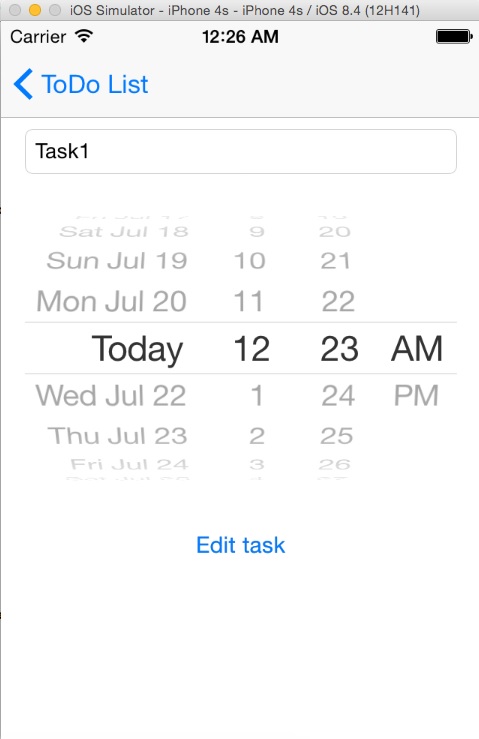 iOS Simulator - iPhone 4s - iPhone 4s / iOS 8.4 (12H141)
Carrier 12:26 AM
ToDo List
Task1
Sat Jul 18 9 20
Sun Jul 19 10 21
Mon Jul 20 11 22
Today 12 23 AM
Wed Jul 22 1 24 PM
Thu Jul 23 2 25
Fri Jul 24 3 26
Edit task